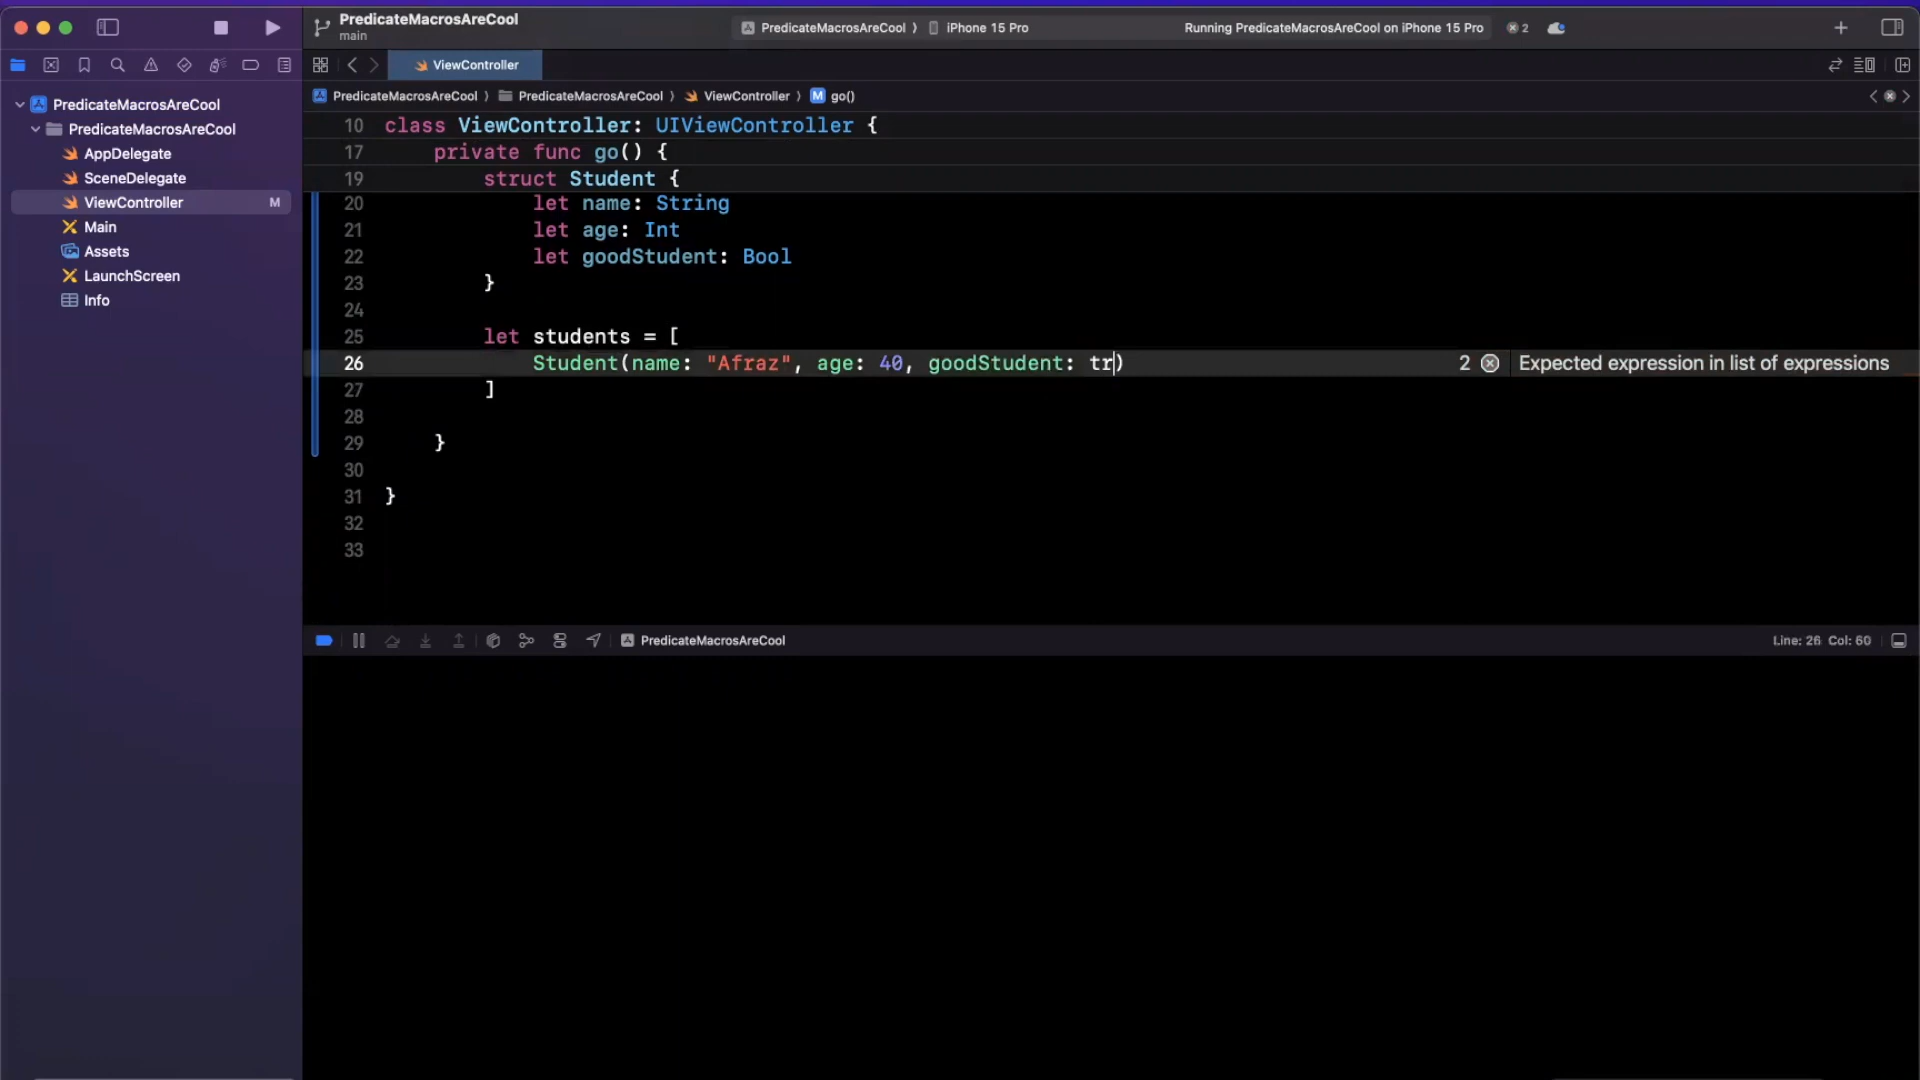 PredicateMacrosAreCool
main
PredicateMacrosAreCool 〉 iPhone 15 Pro
Running PredicateMacrosAreCool on iPhone 15 Pro
2
ViewController
PredicateMacrosAreCool 〉 PredicateMacrosAreCool 〉 ViewController 〉 M go()
PredicateMacrosAreCool
PredicateMacrosAreCool
AppDelegate
SceneDelegate
ViewController M
Main
Assets
LaunchScreen
Info
10 class ViewController: UIViewController {
17 private func go() {
19 struct Student {
20 let name: String
21 let age: Int
22 let goodStudent: Bool
23 }
24
25 let students = [
26 Student(name: "Afraz", age: 40, goodStudent: tr) 2 Expected expression in list of expressions
27 ]
28
29 }
30
31 }
32
33
PredicateMacrosAreCool
Line: 26 Col: 60